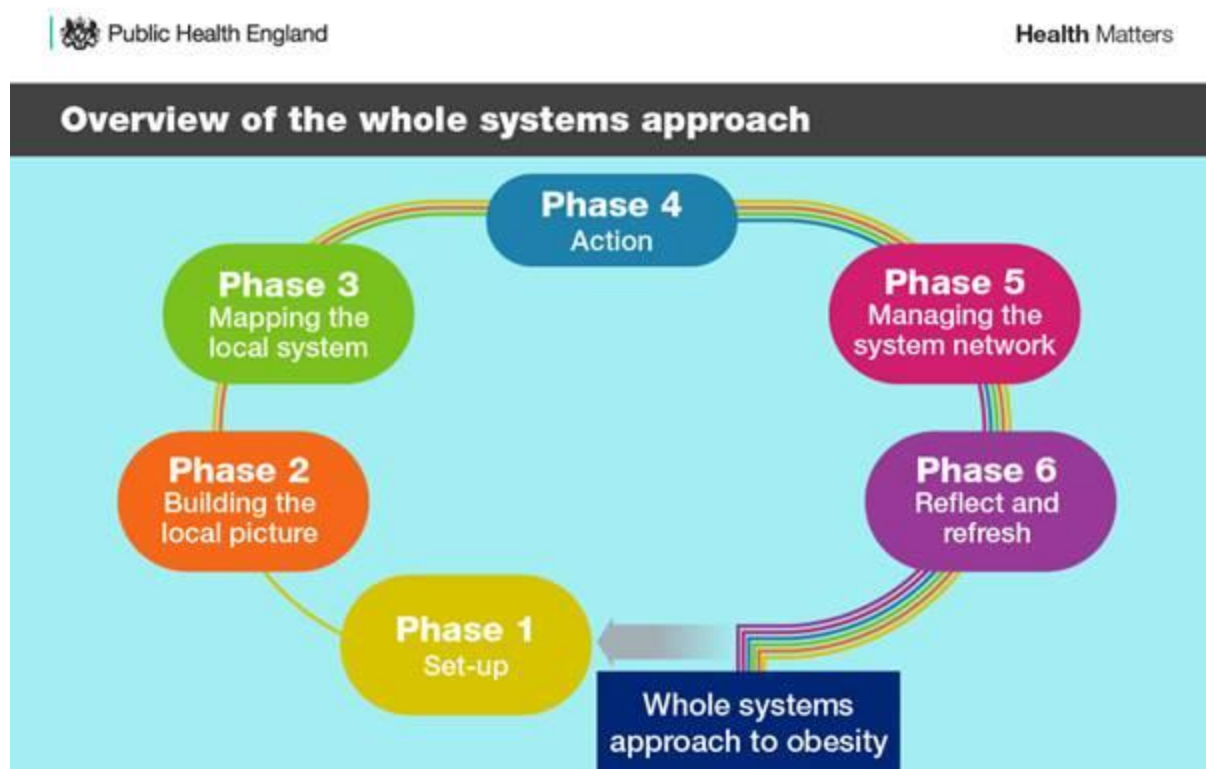 Public Health England
Health Matters
Overview of the whole systems approach
Phase 4
Action
Phase 3
Mapping the
local system
Phase 5
Managing the
system network
Phase 2
Building the
local picture
Phase 6
Reflect and
refresh
Phase 1
Set-up
Whole systems
approach to obesity